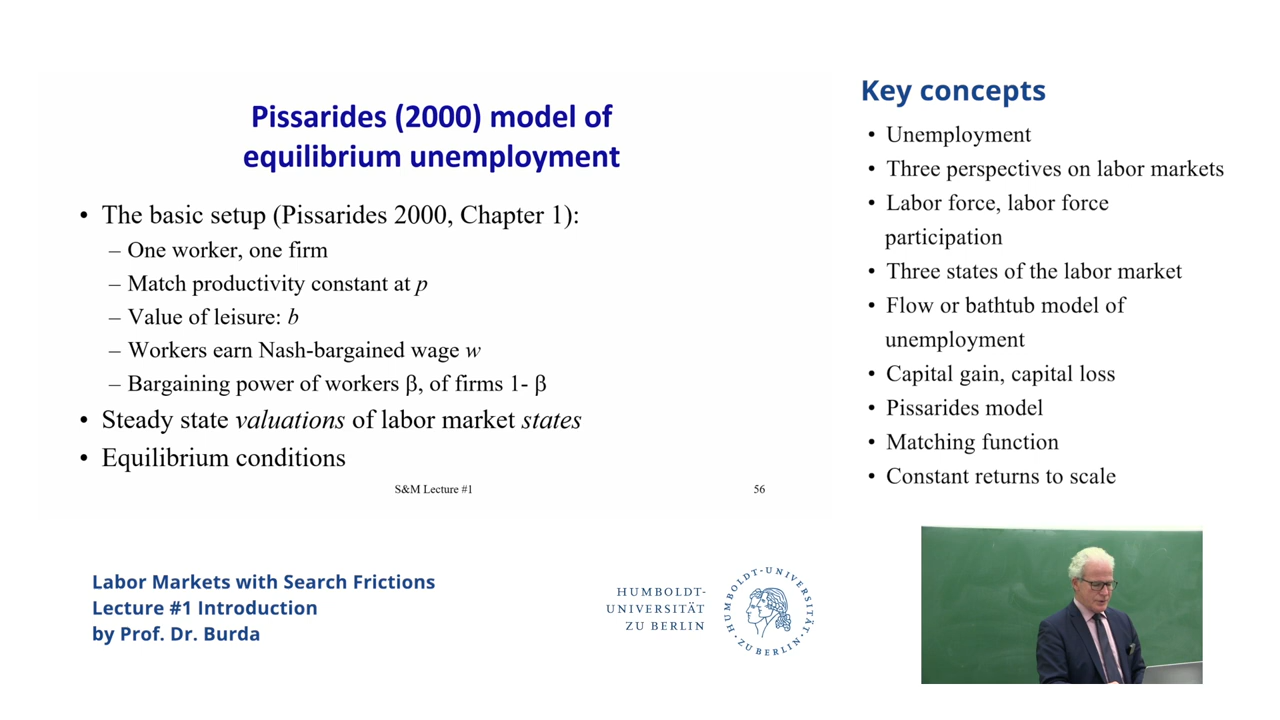 Pissarides (2000) model of
equilibrium unemployment
• The basic setup (Pissarides 2000, Chapter 1):
– One worker, one firm
– Match productivity constant at p
– Value of leisure: b
– Workers earn Nash-bargained wage w
– Bargaining power of workers β, of firms 1- β
• Steady state valuations of labor market states
• Equilibrium conditions
S&M Lecture #1
56
Key concepts
• Unemployment
• Three perspectives on labor markets
• Labor force, labor force
participation
• Three states of the labor market
• Flow or bathtub model of
unemployment
• Capital gain, capital loss
• Pissarides model
• Matching function
• Constant returns to scale
Labor Markets with Search Frictions
Lecture #1 Introduction
by Prof. Dr. Burda
HUMBOLDT-
UNIVERSITÄT
ZU BERLIN
HUMBOLDT-UNIVERSITÄT
ZU BERLIN